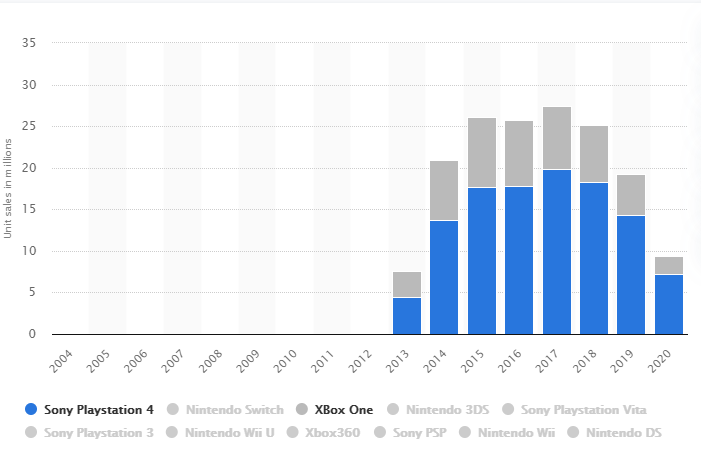 35
30
25
20
15
10
5
0
Unit sales in millions
2004 2005 2006 2007 2008 2009 2010 2011 2012 2013 2014 2015 2016 2017 2018 2019 2020
Sony Playstation 4 Nintendo Switch XBox One Nintendo 3DS Sony Playstation Vita
Sony Playstation 3 Nintendo Wii U Xbox360 Sony PSP Nintendo Wii Nintendo DS